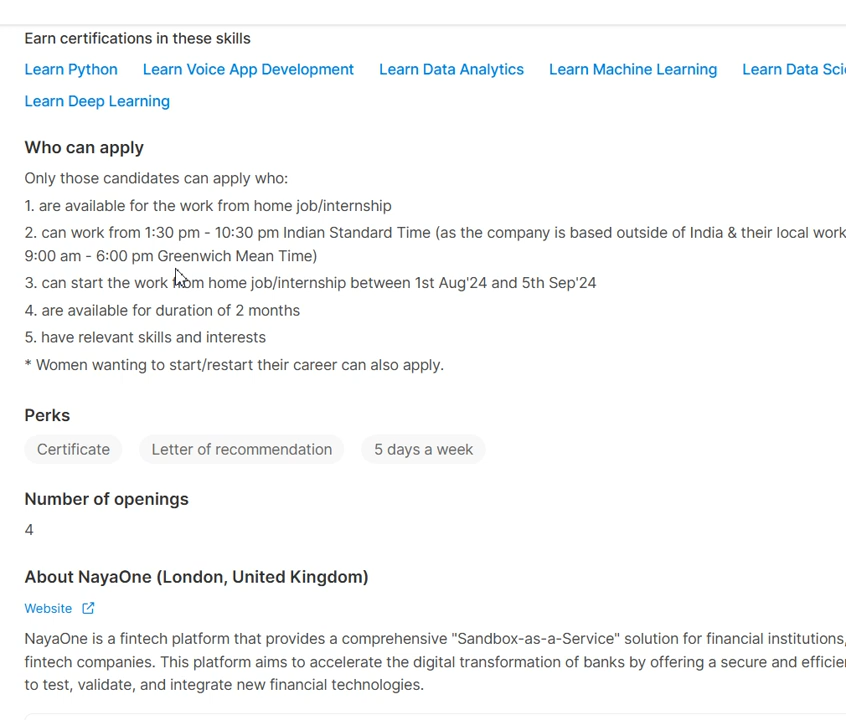 Earn certifications in these skills
Learn Python Learn Voice App Development Learn Data Analytics Learn Machine Learning Learn Data
Learn Deep Learning
Who can apply
Only those candidates can apply who:
1. are available for the work from home job/internship
2. can work from 1:30 pm - 10:30 pm Indian Standard Time (as the company is based outside of India & their local work
9:00 am - 6:00 pm Greenwich Mean Time)
3. can start the work from home job/internship between 1st Aug'24 and 5th Sep'24
4. are available for duration of 2 months
5. have relevant skills and interests
* Women wanting to start/restart their career can also apply.
Perks
Certificate Letter of recommendation 5 days a week
Number of openings
4
About NayaOne (London, United Kingdom)
Website
NayaOne is a fintech platform that provides a comprehensive "Sandbox-as-a-Service" solution for financial institutions,
fintech companies. This platform aims to accelerate the digital transformation of banks by offering a secure and
to test, validate, and integrate new financial technologies.